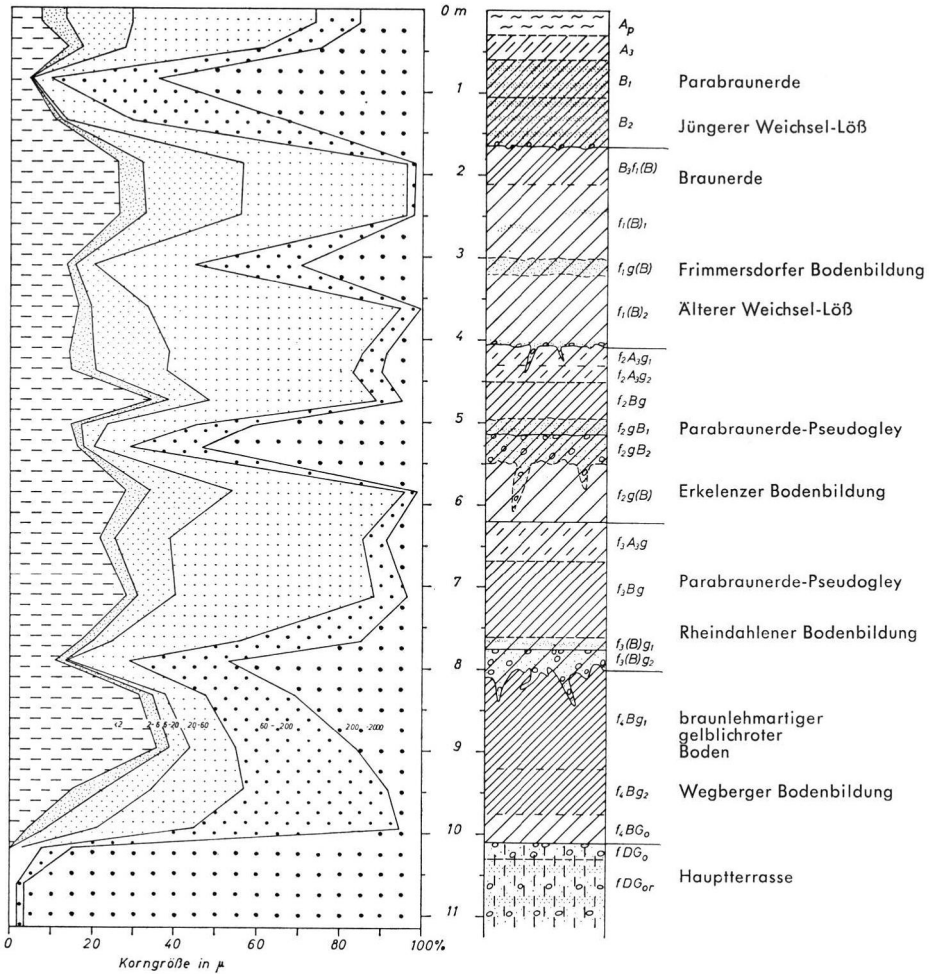 0 m
1
2
3
4
5
6
7
8
9
10
11
<2
2-6
6-20
20-60
60-200
200-2000
0
20
40
60
80
100%
Korngröße in µ
Ap
A3
B1
Parabraunerde
B2
Jüngerer Weichsel-Löß
B3f1(B)
Braunerde
f1(B)1
f1g(B)
Frimmersdorfer Bodenbildung
f1(B)2
Älterer Weichsel-Löß
f2A3g1
f2A3g2
f2Bg
f2gB1
Parabraunerde-Pseudogley
f2gB2
f2g(B)
Erkelenzer Bodenbildung
f3A3g
f3Bg
Parabraunerde-Pseudogley
f3(B)g1
Rheindahlener Bodenbildung
f3(B)g2
f4Bg1
braunlehmartiger
gelblichroter
Boden
f4Bg2
Wegberger Bodenbildung
f4BGo
fDGo
fDGor
Hauptterrasse